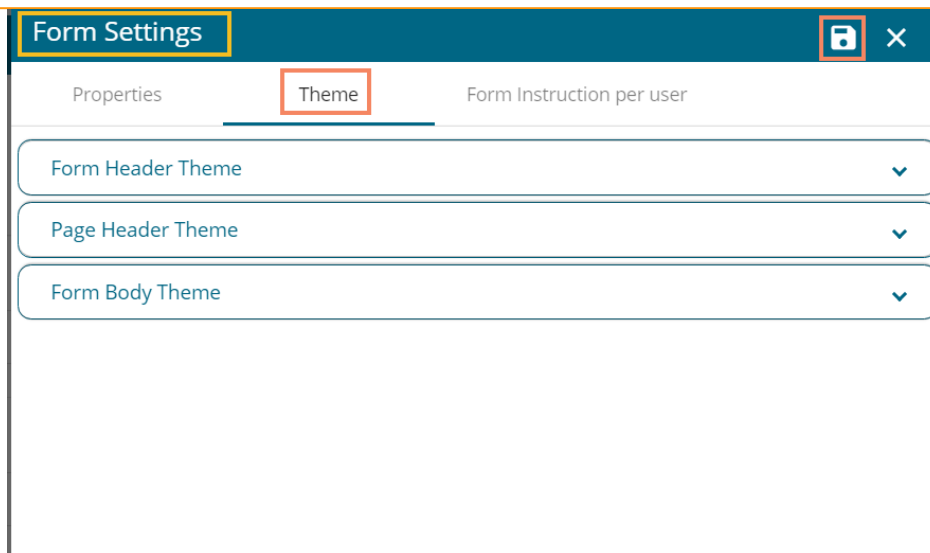 Form Settings
Properties Theme Form Instruction per user
Form Header Theme
Page Header Theme
Form Body Theme